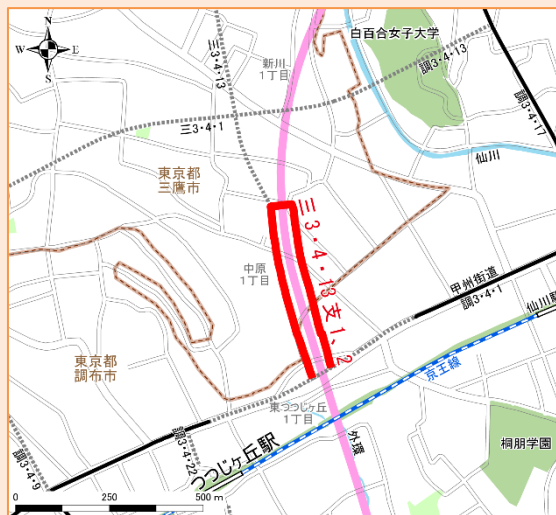 N
W E
S
白百合女子大学
三3・4・13
新川
1丁目
調3・4・13
調3・4・17
三3・4・1
仙川
東京都
三鷹市
中原
1丁目
三3・4・13支1、2
甲州街道
調3・4・1
仙川駅
京王線
東京都
調布市
東つつじヶ丘
1丁目
調3・4・9
調3・4・22
つつじヶ丘駅
外環
桐朋学園
0 250 500 m